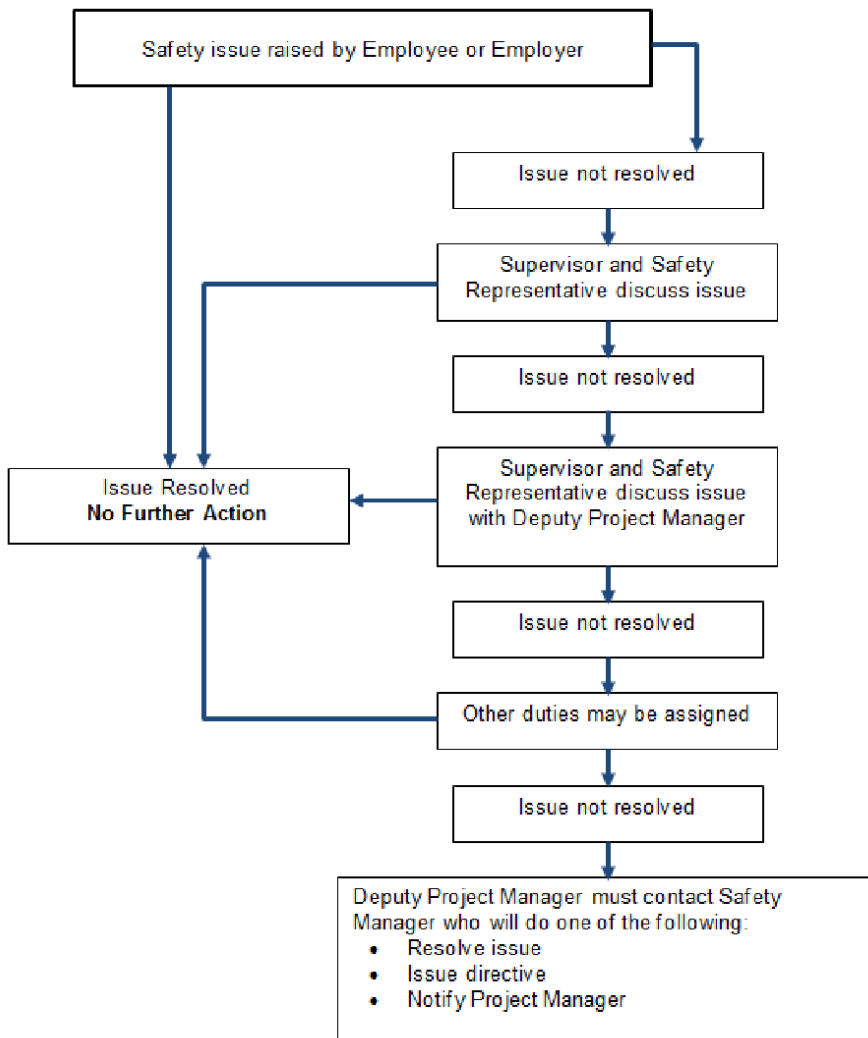 Safety issue raised by Employee or Employer
Issue not resolved
Supervisor and Safety
Representative discuss issue
Issue not resolved
Supervisor and Safety
Representative discuss issue
with Deputy Project Manager
Issue Resolved
No Further Action
Issue not resolved
Other duties may be assigned
Issue not resolved
Deputy Project Manager must contact Safety
Manager who will do one of the following:
• Resolve issue
• Issue directive
• Notify Project Manager